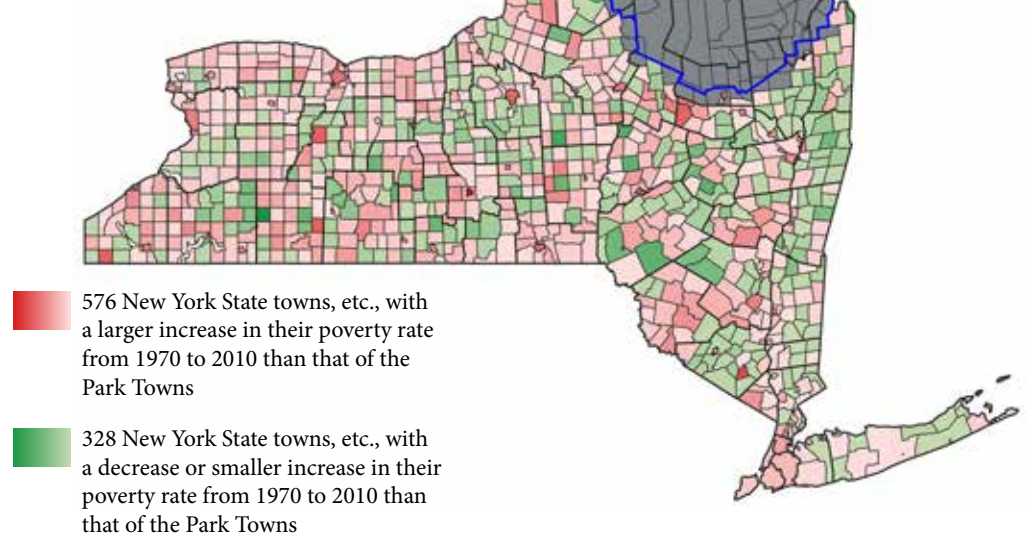 576 New York State towns, etc., with
a larger increase in their poverty rate
from 1970 to 2010 than that of the
Park Towns
328 New York State towns, etc., with
a decrease or smaller increase in their
poverty rate from 1970 to 2010 than
that of the Park Towns